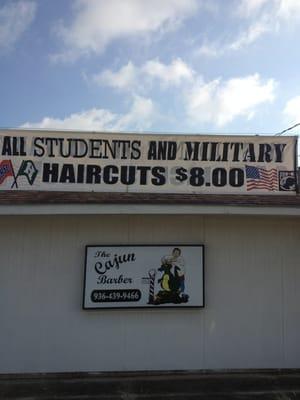 ALL STUDENTS AND MILITARY
HAIRCUTS $8.00
The
Cajun
Barber
936-439-9466